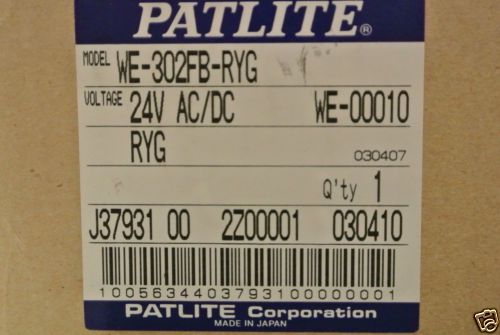 PATLITE®
MODEL WE-302FB-RYG
VOLTAGE 24V AC/DC WE-00010
RYG 030407
Q'ty 1
J37931 00 2Z00001 030410
1005634403793100000001
PATLITE Corporation
MADE IN JAPAN